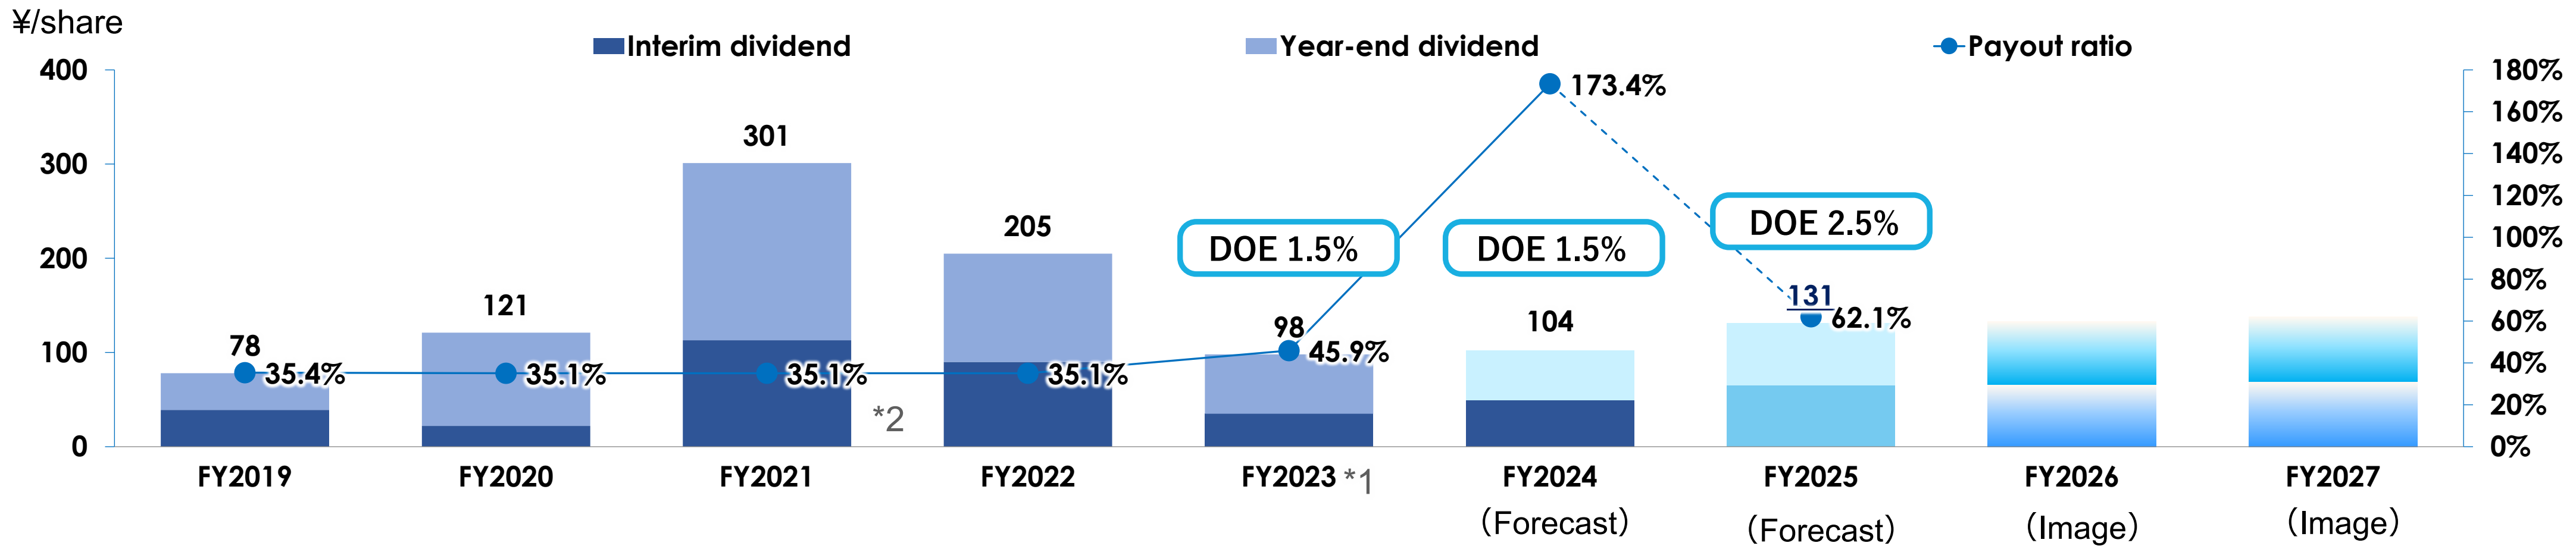 ¥/share
Interim dividend
Year-end dividend
Payout ratio
400
300
200
100
0
180%
160%
140%
120%
100%
80%
60%
40%
20%
0%
78
121
301
205
98
104
131
35.4%
35.1%
35.1%
35.1%
45.9%
173.4%
62.1%
DOE 1.5%
DOE 1.5%
DOE 2.5%
*2
FY2019
FY2020
FY2021
FY2022
FY2023 *1
FY2024
(Forecast)
FY2025
(Forecast)
FY2026
(Image)
FY2027
(Image)